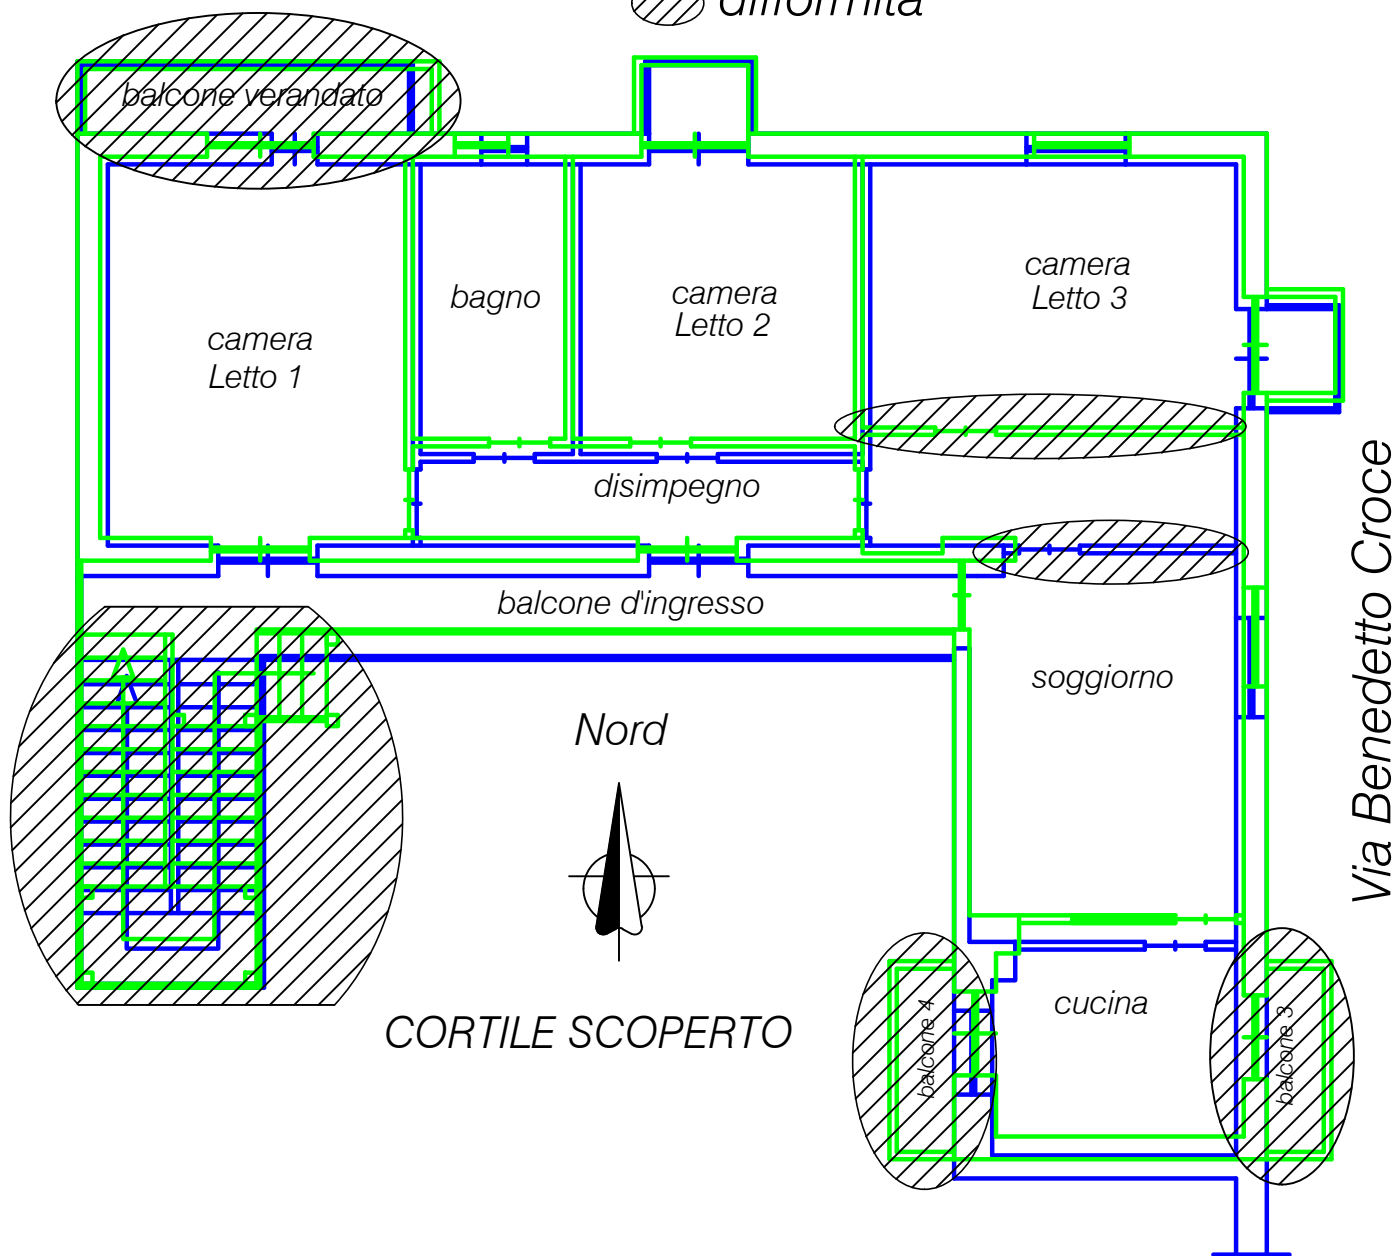 difformità
balcone verandato
camera
Letto 3
camera
Letto 2
bagno
camera
Letto 1
disimpegno
balcone d'ingresso
soggiorno
Nord
Via Benedetto Croce
cucina
balcone 4
balcone 3
CORTILE SCOPERTO